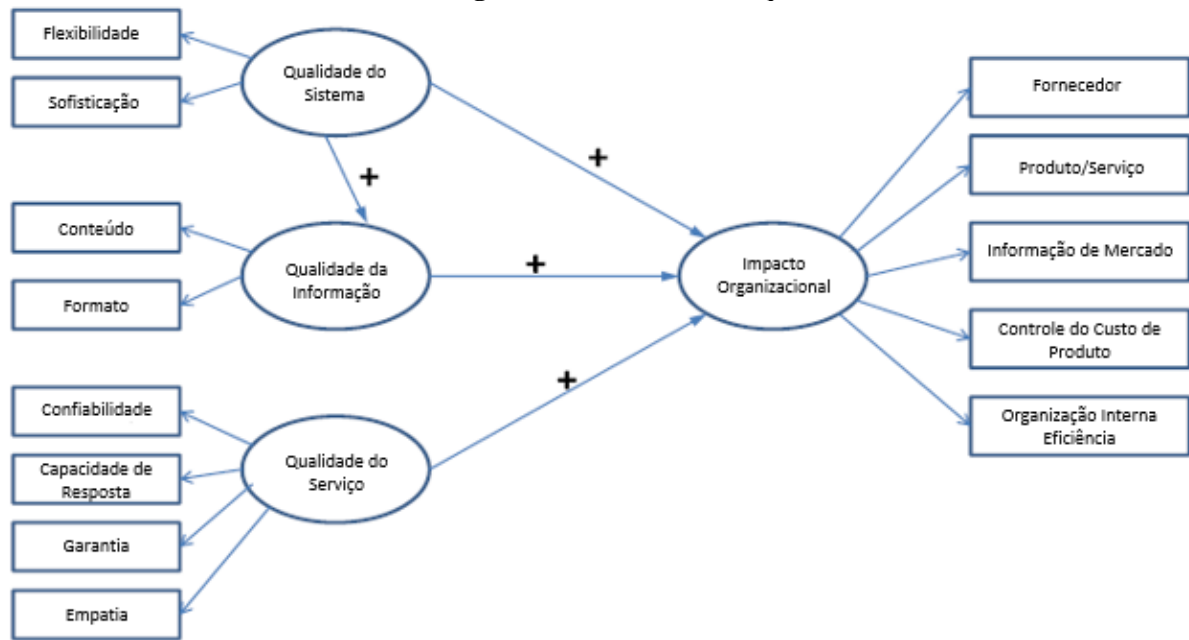 Flexibilidade
Sofisticação
Qualidade do
Sistema
+
+
Conteúdo
Formato
Qualidade da
Informação
+
Confiabilidade
Capacidade de
Resposta
Garantia
Empatia
Qualidade do
Serviço
+
Impacto
Organizacional
Fornecedor
Produto/Serviço
Informação de Mercado
Controle do Custo de
Produto
Organização Interna
Eficiência